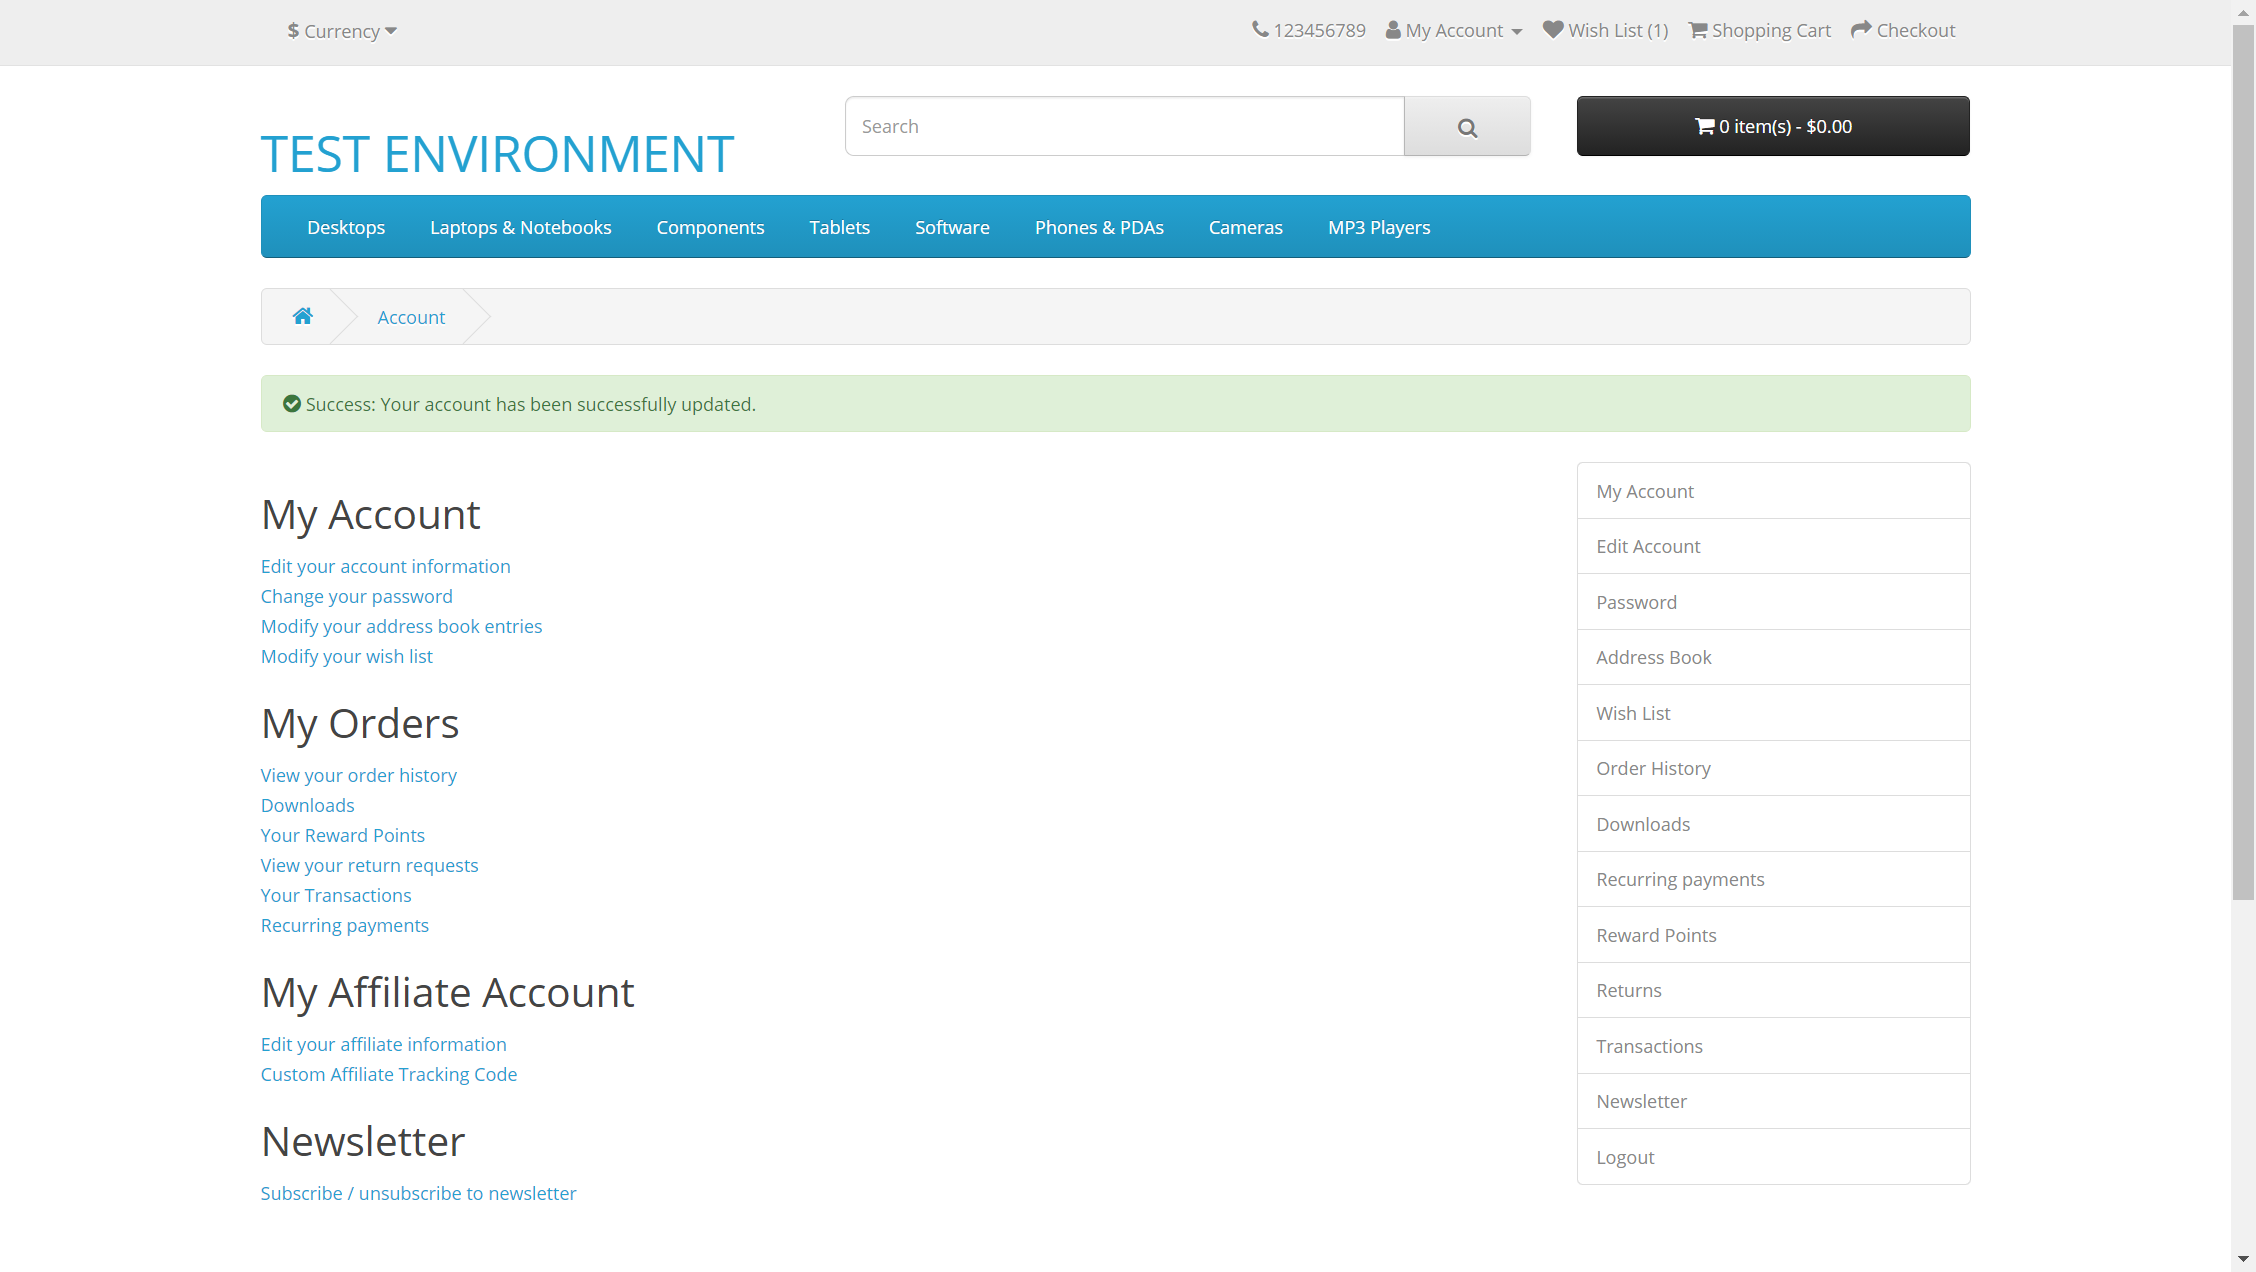 $ Currency
123456789 My Account Wish List (1) Shopping Cart Checkout
TEST ENVIRONMENT
Search
0 item(s) - $0.00
Desktops Laptops & Notebooks Components Tablets Software Phones & PDAs Cameras MP3 Players
Account
Success: Your account has been successfully updated.
My Account
Edit your account information
Change your password
Modify your address book entries
Modify your wish list
My Orders
View your order history
Downloads
Your Reward Points
View your return requests
Your Transactions
Recurring payments
My Affiliate Account
Edit your affiliate information
Custom Affiliate Tracking Code
Newsletter
Subscribe / unsubscribe to newsletter
My Account
Edit Account
Password
Address Book
Wish List
Order History
Downloads
Recurring payments
Reward Points
Returns
Transactions
Newsletter
Logout